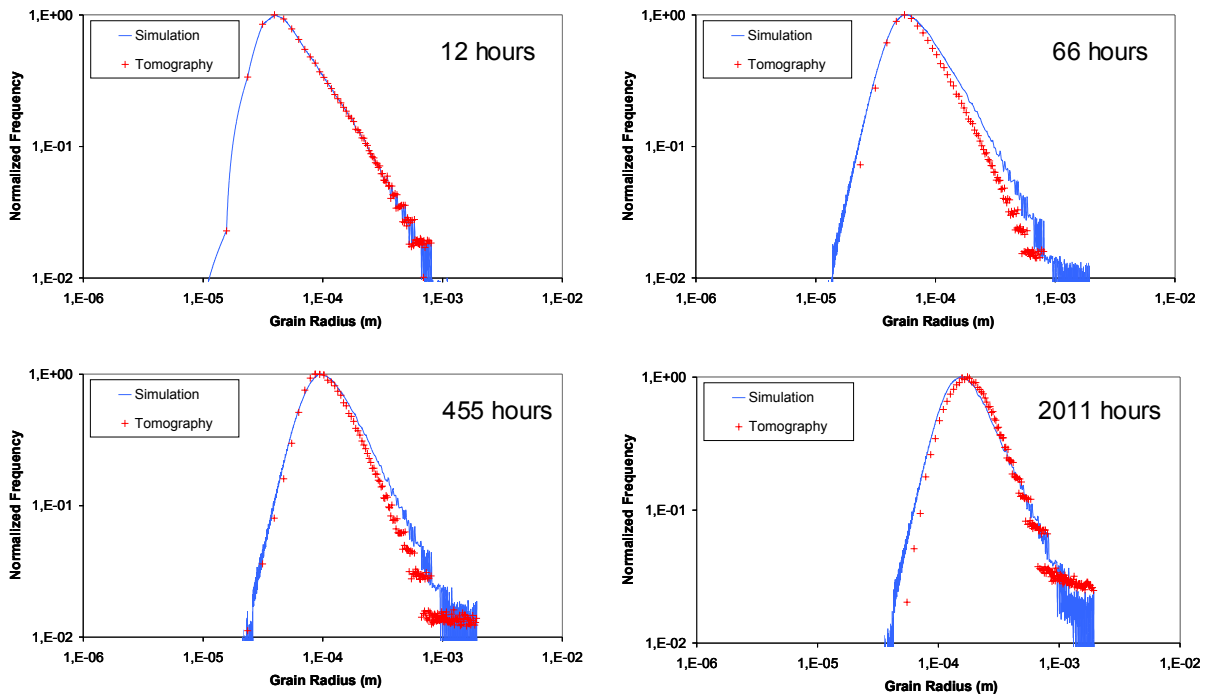 1,E+00
Simulation
Tomography
12 hours
Normalized Frequency
1,E-01
1,E-02
1,E-06 1,E-05 1,E-04 1,E-03 1,E-02
Grain Radius (m)
1,E+00
Simulation
Tomography
66 hours
Normalized Frequency
1,E-01
1,E-02
1,E-06 1,E-05 1,E-04 1,E-03 1,E-02
Grain Radius (m)
1,E+00
Simulation
Tomography
455 hours
Normalized Frequency
1,E-01
1,E-02
1,E-06 1,E-05 1,E-04 1,E-03 1,E-02
Grain Radius (m)
1,E+00
Simulation
Tomography
2011 hours
Normalized Frequency
1,E-01
1,E-02
1,E-06 1,E-05 1,E-04 1,E-03 1,E-02
Grain Radius (m)